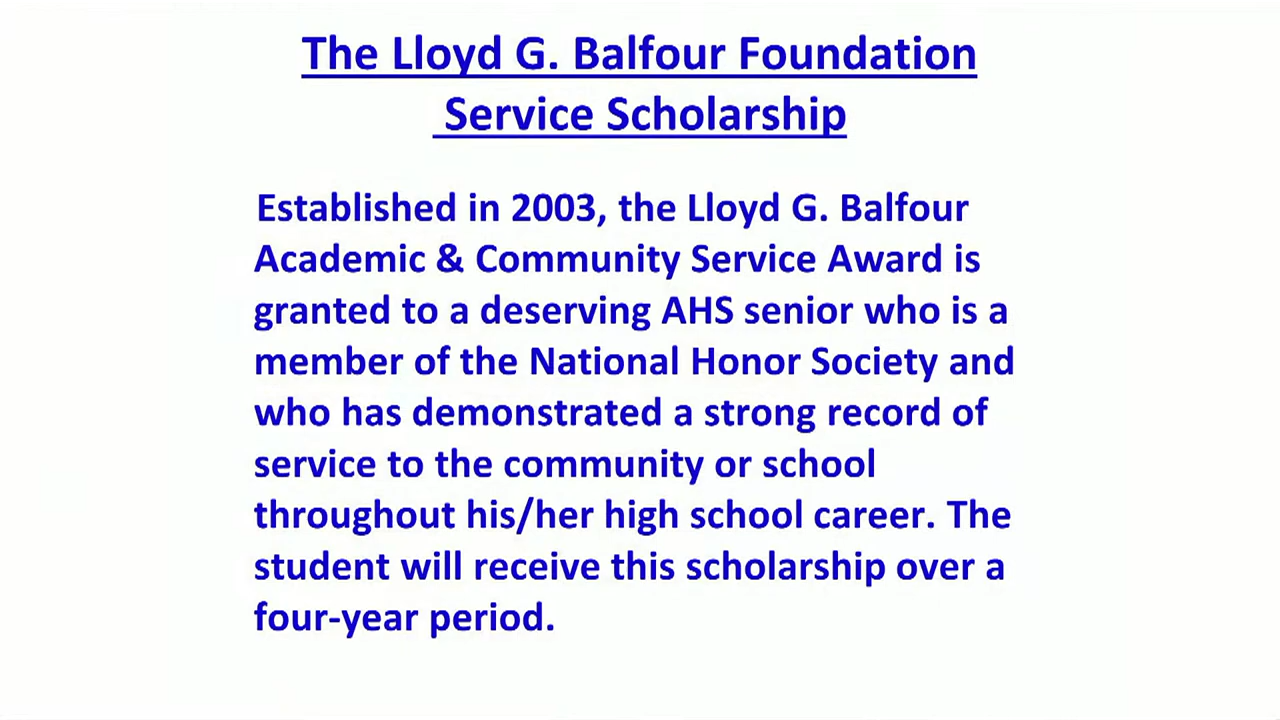 The Lloyd G. Balfour Foundation
Service Scholarship
Established in 2003, the Lloyd G. Balfour
Academic & Community Service Award is
granted to a deserving AHS senior who is a
member of the National Honor Society and
who has demonstrated a strong record of
service to the community or school
throughout his/her high school career. The
student will receive this scholarship over a
four-year period.